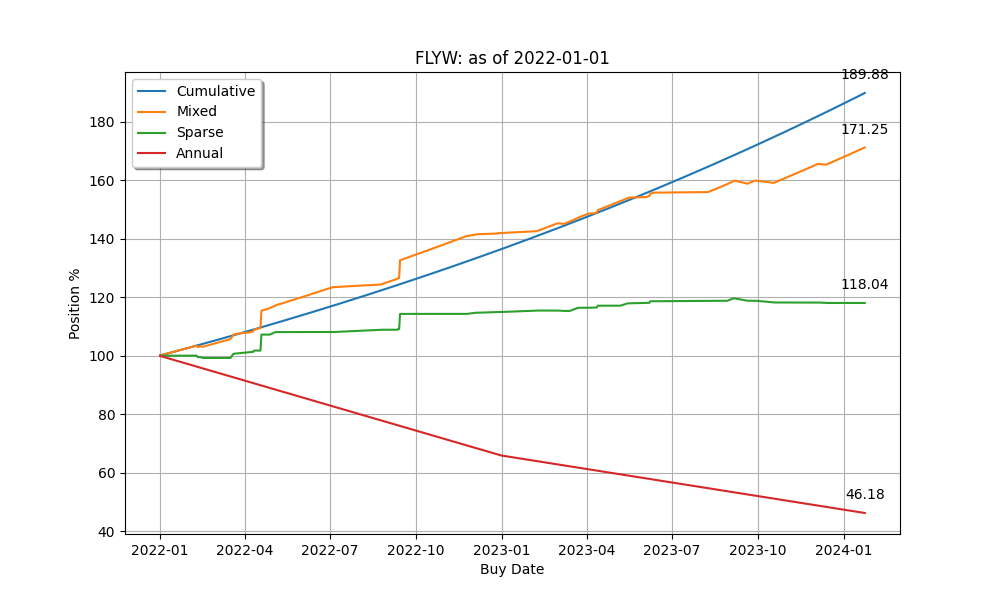 FLYW: as of 2022-01-01
189.88
Cumulative
Mixed
Sparse
Annual
171.25
118.04
46.18
Position %
180
160
140
120
100
80
60
40
2022-01 2022-04 2022-07 2022-10 2023-01 2023-04 2023-07 2023-10 2024-01
Buy Date